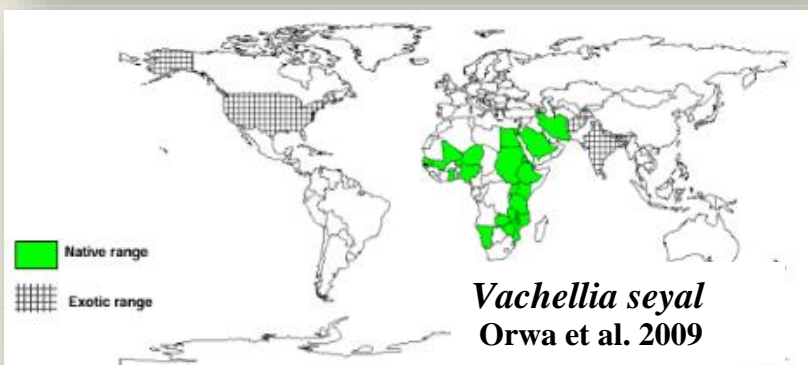 Native range
Exotic range
Vachellia seyal
Orwa et al. 2009